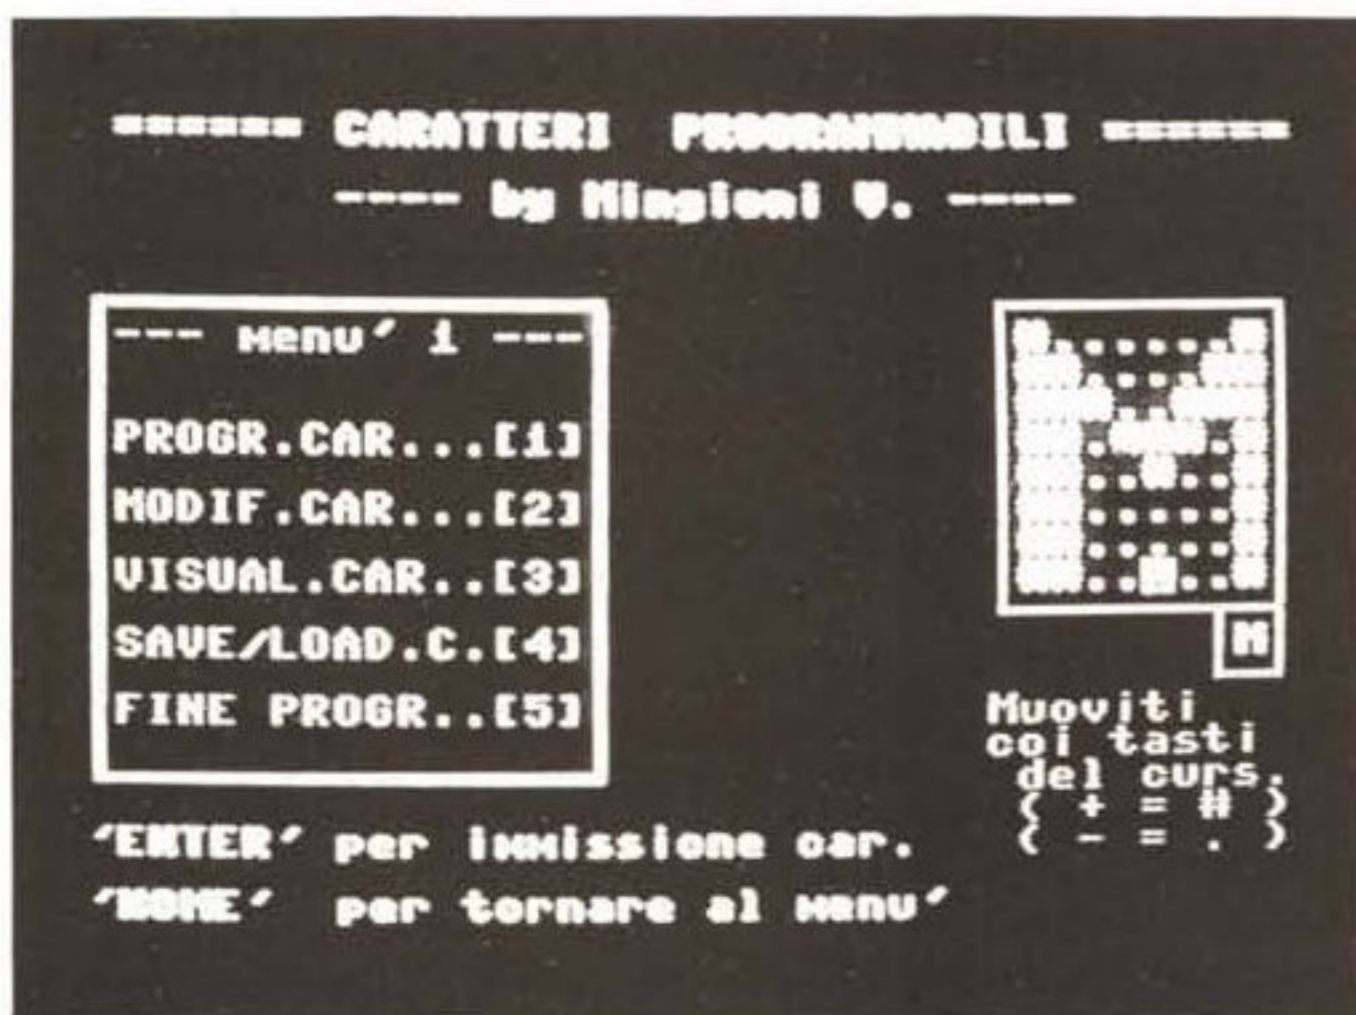 ====== CARATTERI PROGRAMMABILI ======
---- by Mingioni V. ----
--- Menu' 1 ---
PROGR.CAR...[1]
MODIF.CAR...[2]
VISUAL.CAR..[3]
SAVE/LOAD.C.[4]
FINE PROGR..[5]
M
Muoviti
coi tasti
del curs.
( + = # )
( - = . )
'ENTER' per immissione car.
'HOME' per tornare al menu'